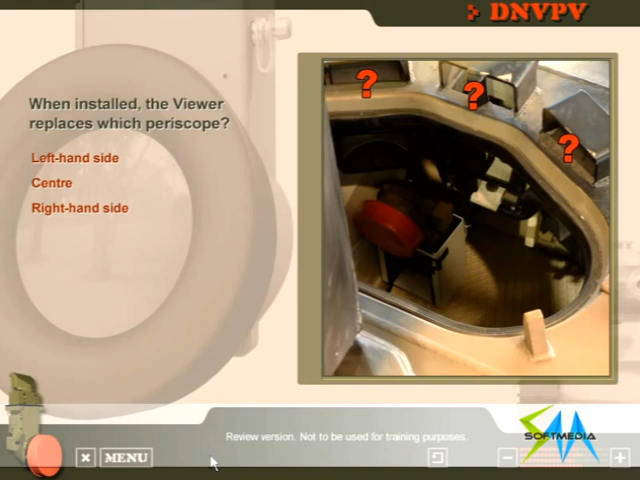 DNVPV
When installed, the Viewer
replaces which periscope?
Left-hand side
Centre
Right-hand side
?
?
?
Review version. Not to be used for training purposes.
SOFTMEDIA
× MENU
− +